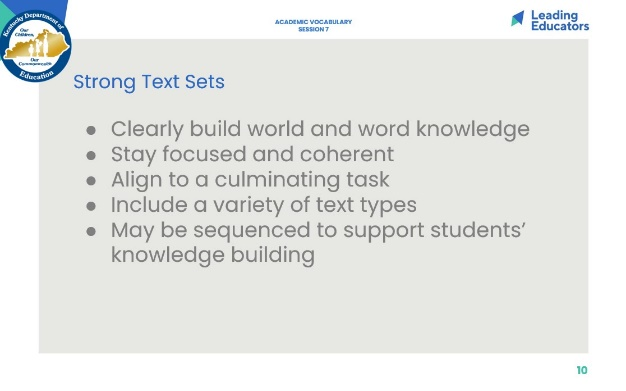 Kentucky Department of
Our
Children,
Our
Commonwealth
Education
ACADEMIC VOCABULARY
SESSION 7
Leading
Educators
Strong Text Sets
● Clearly build world and word knowledge
● Stay focused and coherent
● Align to a culminating task
● Include a variety of text types
● May be sequenced to support students’
knowledge building
10